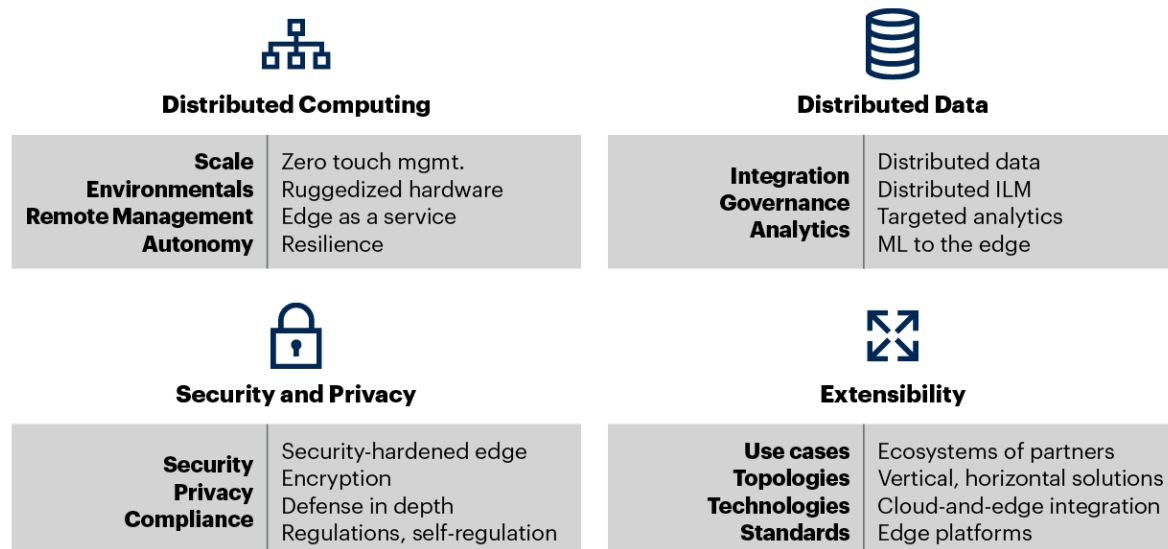 Distributed Computing
Scale
Environmentals
Remote Management
Autonomy
Zero touch mgmt.
Ruggedized hardware
Edge as a service
Resilience
Distributed Data
Integration
Governance
Analytics
Distributed data
Distributed ILM
Targeted analytics
ML to the edge
Security and Privacy
Security
Privacy
Compliance
Security-hardened edge
Encryption
Defense in depth
Regulations, self-regulation
Extensibility
Use cases
Topologies
Technologies
Standards
Ecosystems of partners
Vertical, horizontal solutions
Cloud-and-edge integration
Edge platforms